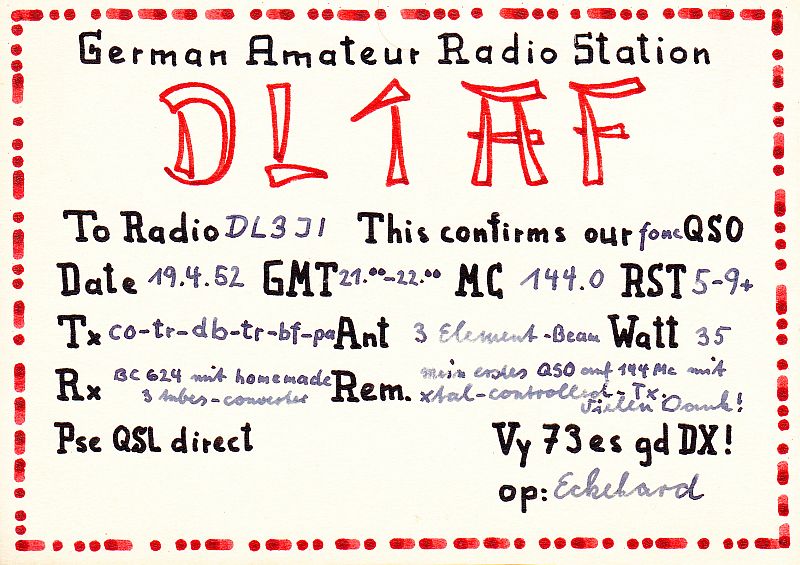 German Amateur Radio Station
DL1AF
To Radio DL3JI This confirms our fone QSO
Date 19.4.52 GMT 21.⁰⁰-22.⁰⁰ MC 144.0 RST 5-9+
Tx co-tr-db-tr-bf-pa Ant 3 Element-Beam Watt 35
Rx BC 624 mit homemade 3 tubes-converter Rem. mein erstes QSO auf 144 Mc mit xtal-controlled-Tx. Vielen Dank!
Pse QSL direct Vy 73 es gd DX!
op: Eckehard